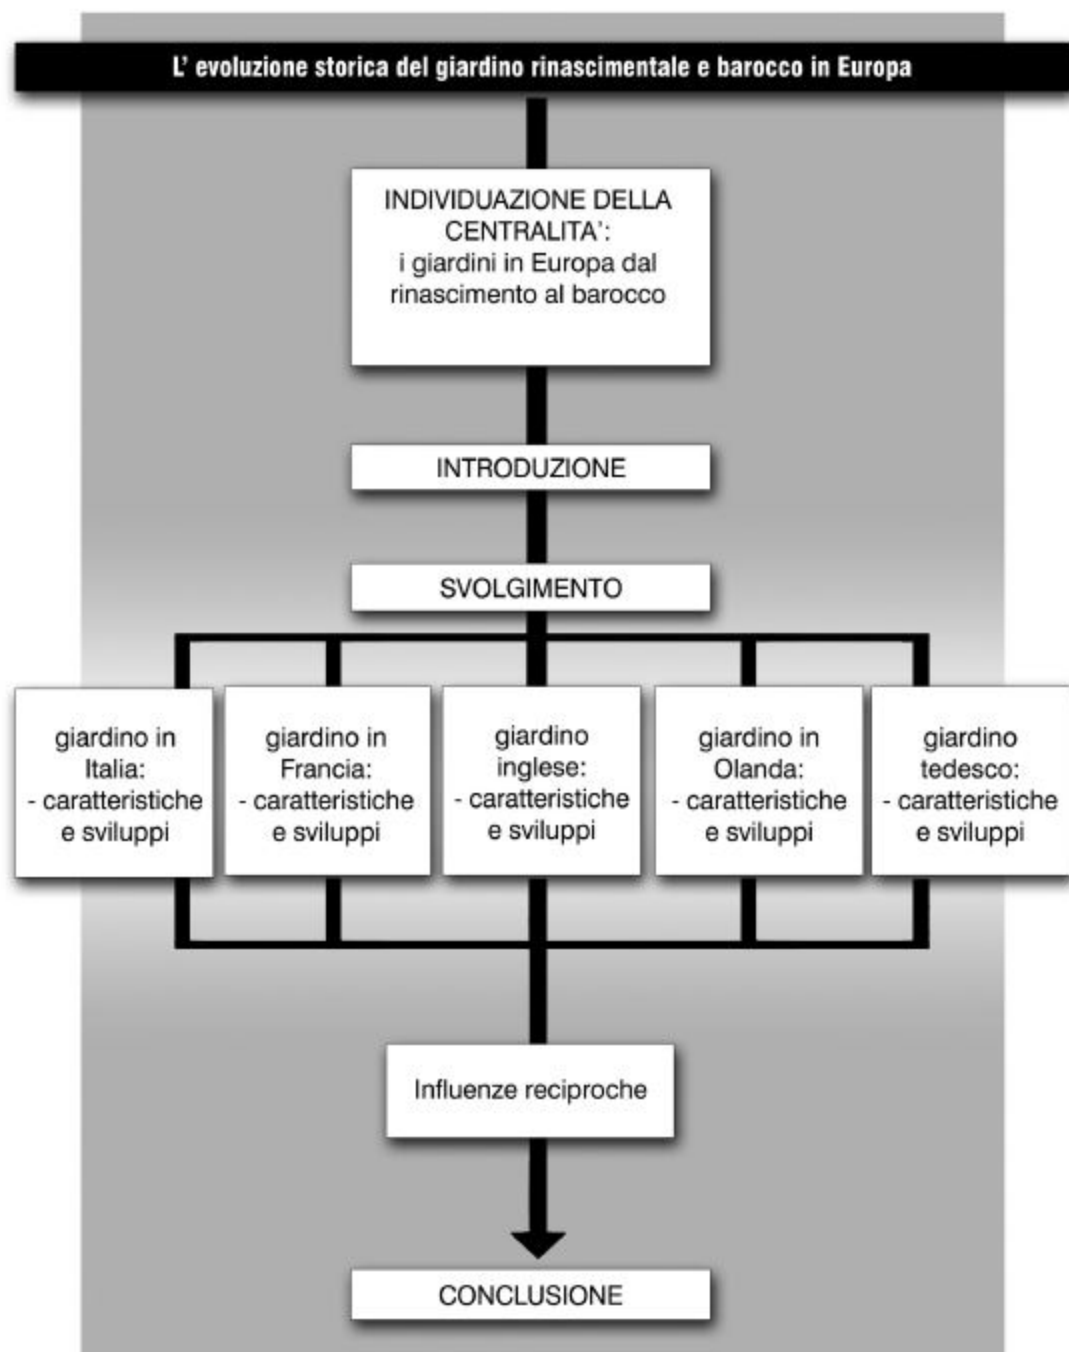 L' evoluzione storica del giardino rinascimentale e barocco in Europa
INDIVIDUAZIONE DELLA
CENTRALITA':
i giardini in Europa dal
rinascimento al barocco
INTRODUZIONE
SVOLGIMENTO
giardino in
Italia:
- caratteristiche
e sviluppi
giardino in
Francia:
- caratteristiche
e sviluppi
giardino
inglese:
- caratteristiche
e sviluppi
giardino in
Olanda:
- caratteristiche
e sviluppi
giardino
tedesco:
- caratteristiche
e sviluppi
Influenze reciproche
CONCLUSIONE